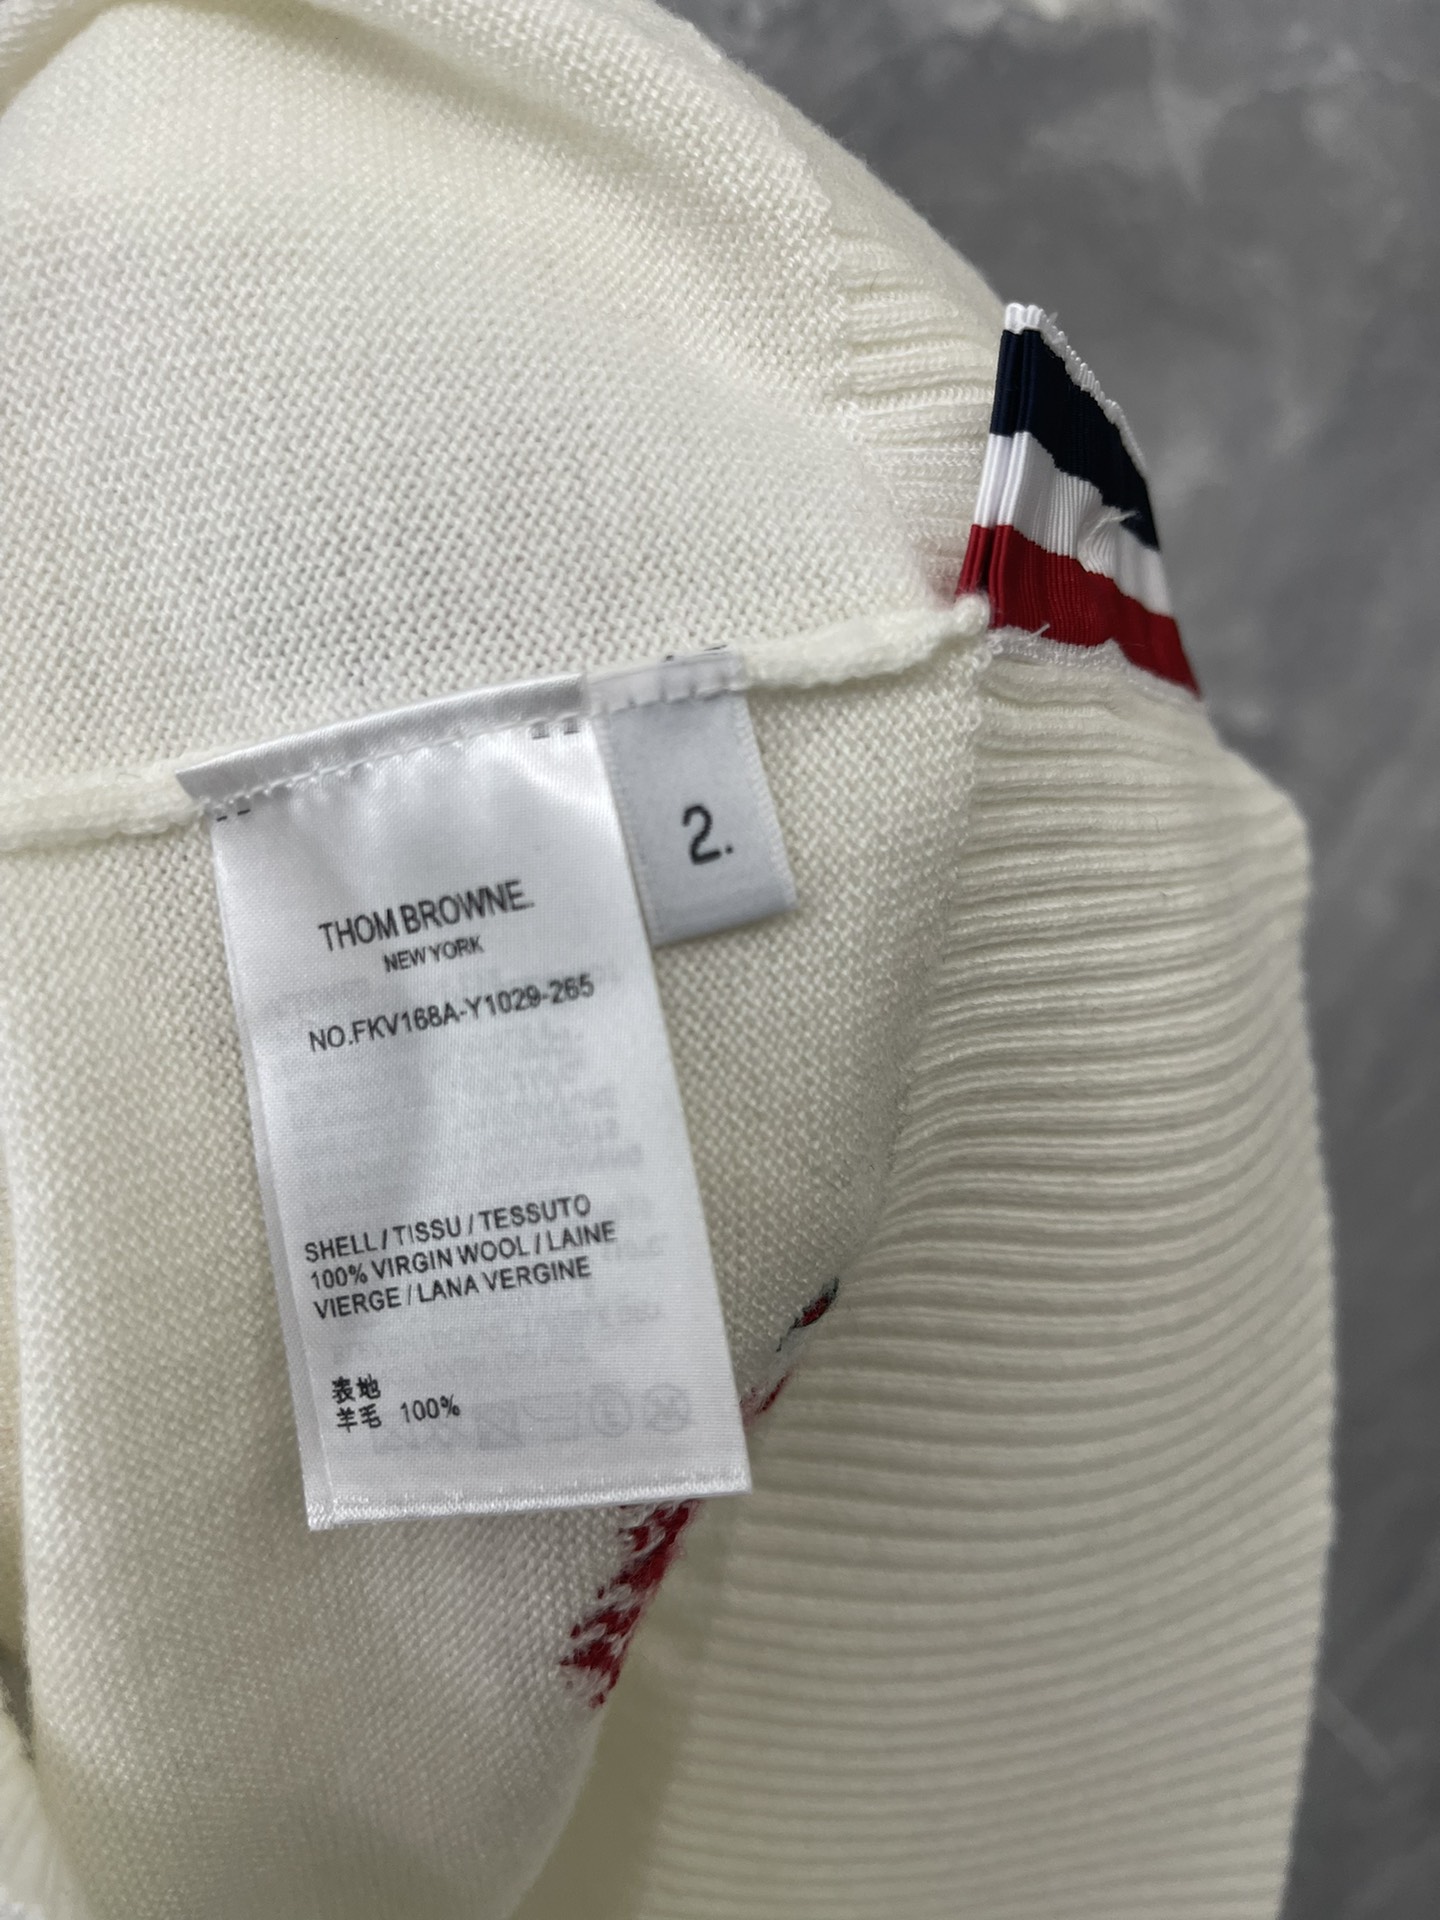 2.
THOM BROWNE.
NEW YORK
NO.FKV168A-Y1029-265
SHELL / TISSU / TESSUTO
100% VIRGIN WOOL / LAINE
VIERGE / LANA VERGINE
表地
羊毛 100%